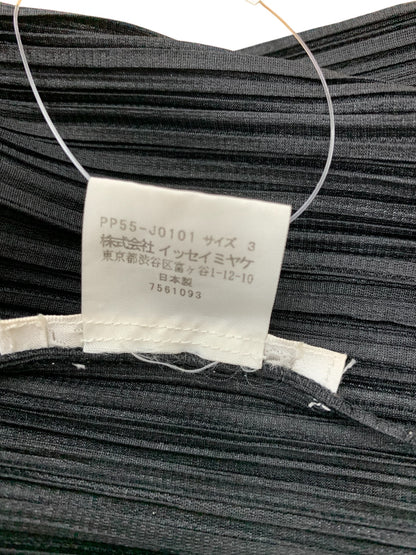 PP55-J0101 サイズ 3
株式会社 イッセイミヤケ
東京都渋谷区富ヶ谷1-12-10
日本製
7561093